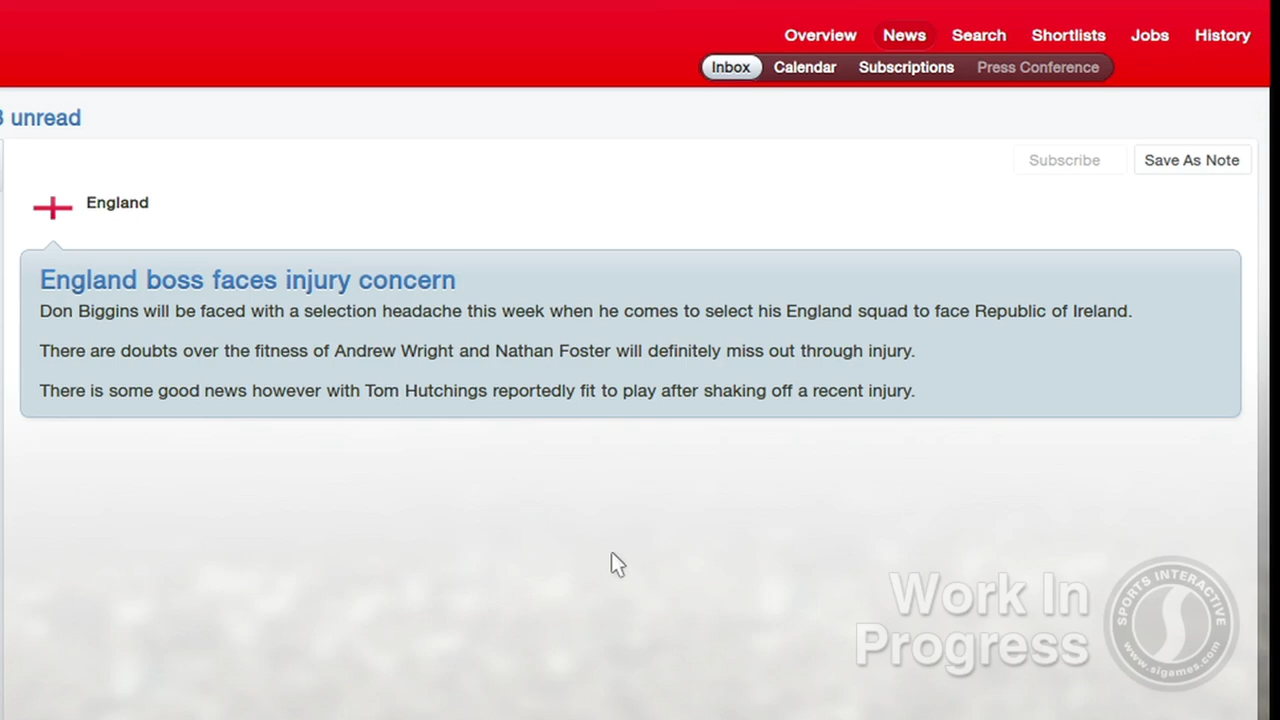 Overview News Search Shortlists Jobs History
Inbox Calendar Subscriptions Press Conference
unread
Subscribe Save As Note
England
England boss faces injury concern
Don Biggins will be faced with a selection headache this week when he comes to select his England squad to face Republic of Ireland.
There are doubts over the fitness of Andrew Wright and Nathan Foster will definitely miss out through injury.
There is some good news however with Tom Hutchings reportedly fit to play after shaking off a recent injury.
Work In
Progress
SPORTS INTERACTIVE
www.sigames.com